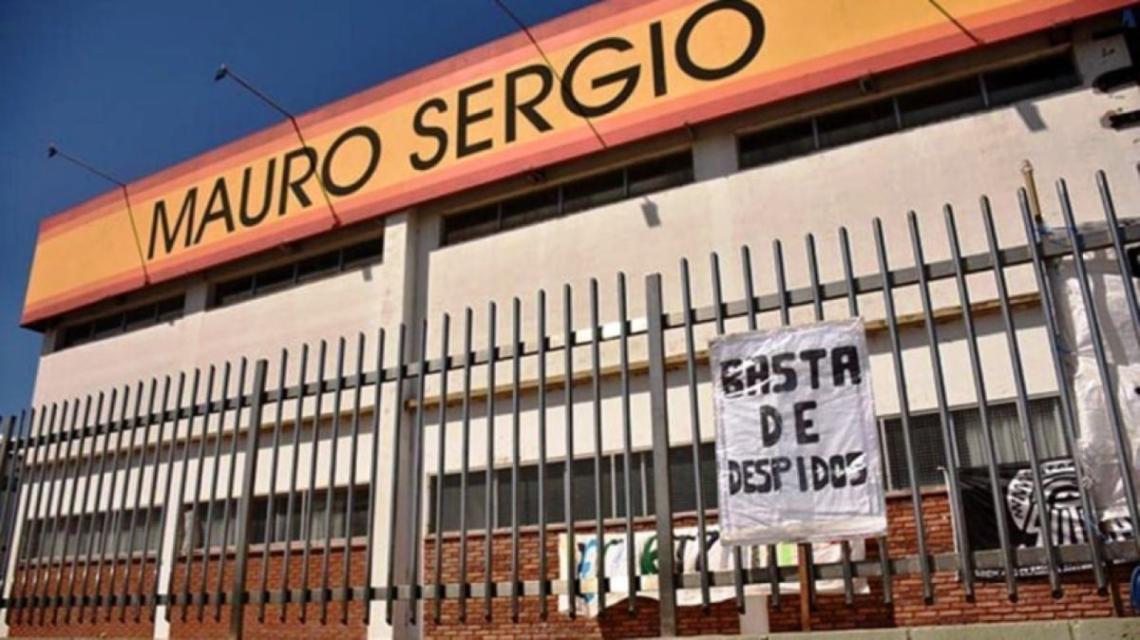 MAURO SERGIO
BASTA
DE
DESPIDOS